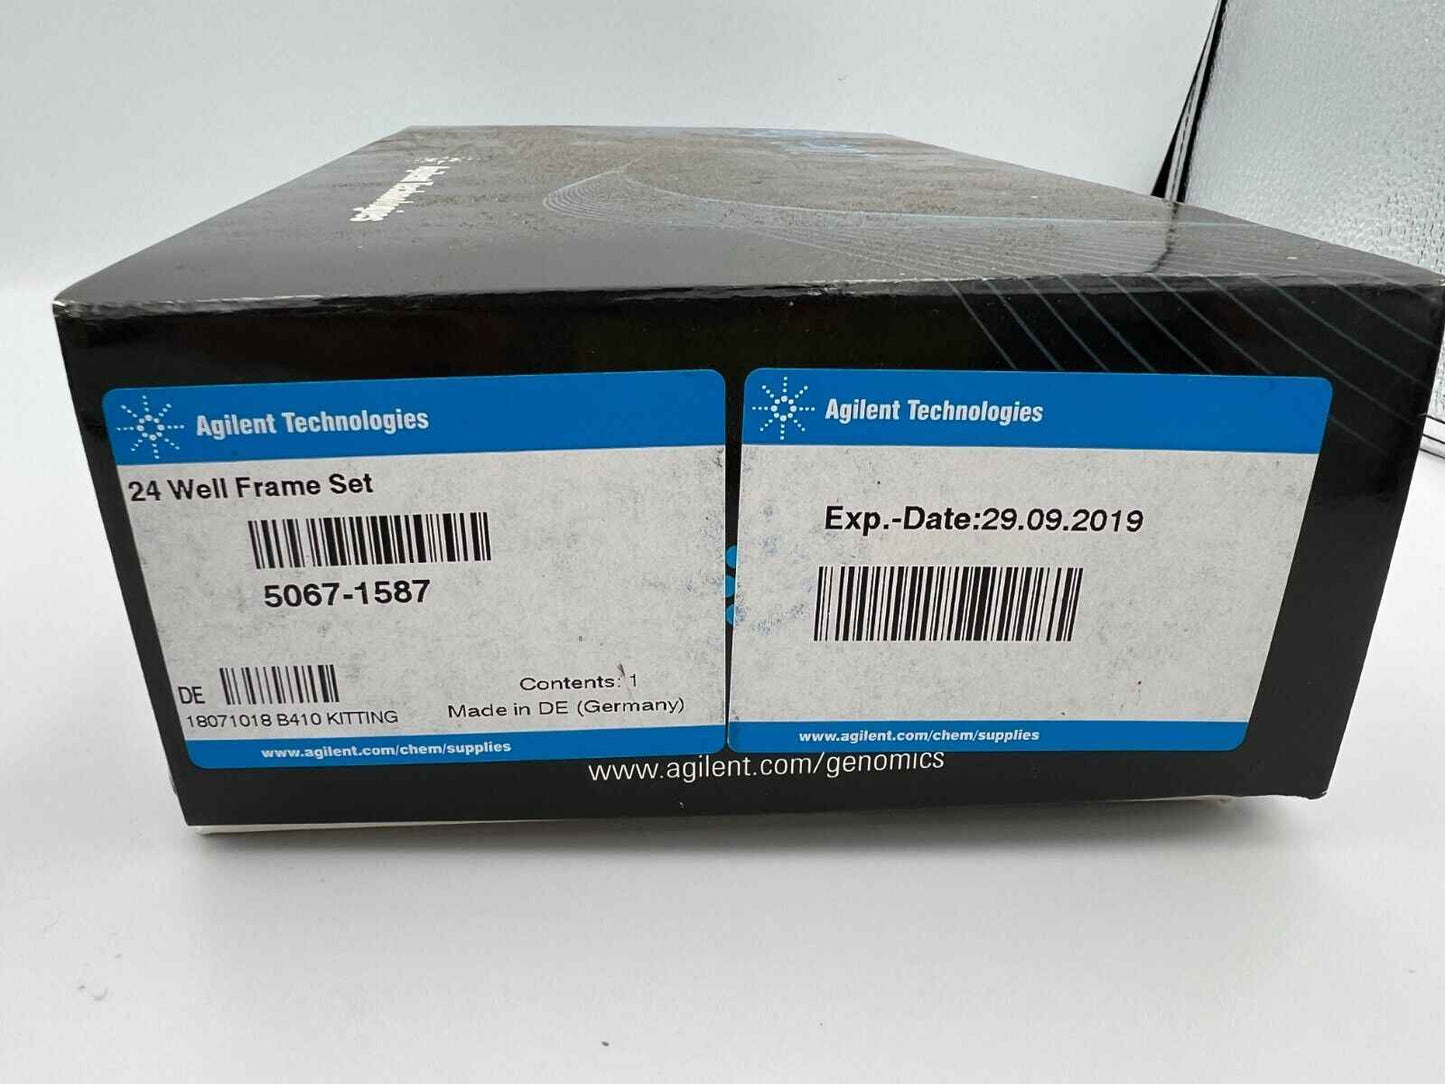 Agilent Technologies
Agilent Technologies
24 Well Frame Set
5067-1587
DE
18071018 B410 KITTING
Contents: 1
Made in DE (Germany)
www.agilent.com/chem/supplies
Agilent Technologies
Exp.-Date:29.09.2019
www.agilent.com/chem/supplies
www.agilent.com/genomics